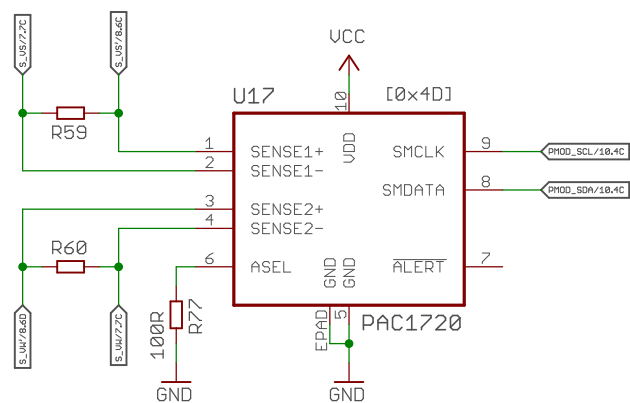 S_VS/7.7C
S_VS'/8.6C
VCC
U17
[0x4D]
10
R59
1
SENSE1+
VDD
SMCLK
9
PMOD_SCL/10.4C
2
SENSE1-
SMDATA
8
PMOD_SDA/10.4C
3
SENSE2+
4
SENSE2-
R60
6
ASEL
GND
GND
ALERT
7
S_VW'/8.6D
S_VW/7.7C
100R
R77
EPAD
5
PAC1720
GND
GND